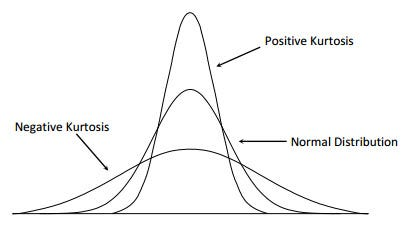 Positive Kurtosis
Negative Kurtosis
Normal Distribution